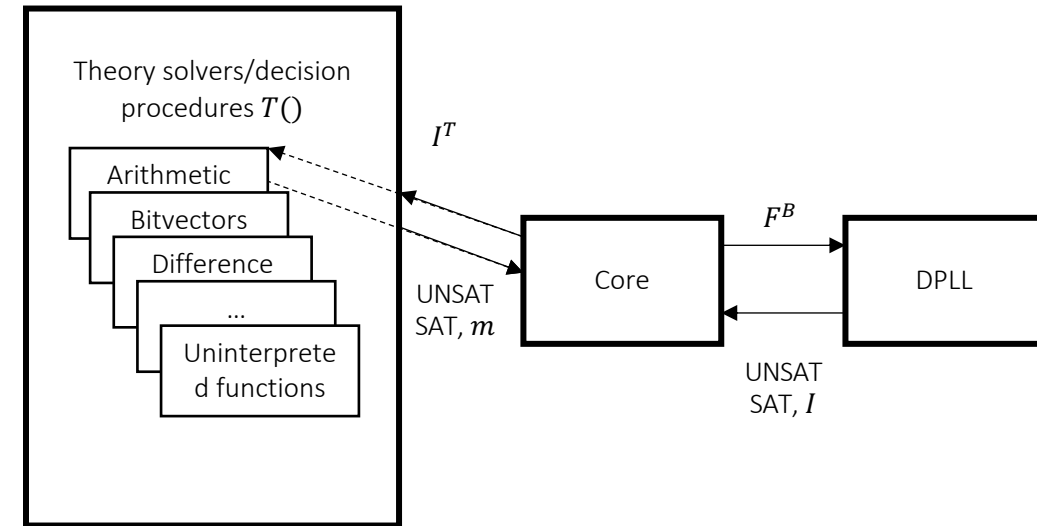 Theory solvers/decision
procedures T()
Arithmetic
Bitvectors
Difference
...
Uninterprete
d functions
I^T
UNSAT
SAT, m
Core
F^B
DPLL
UNSAT
SAT, I